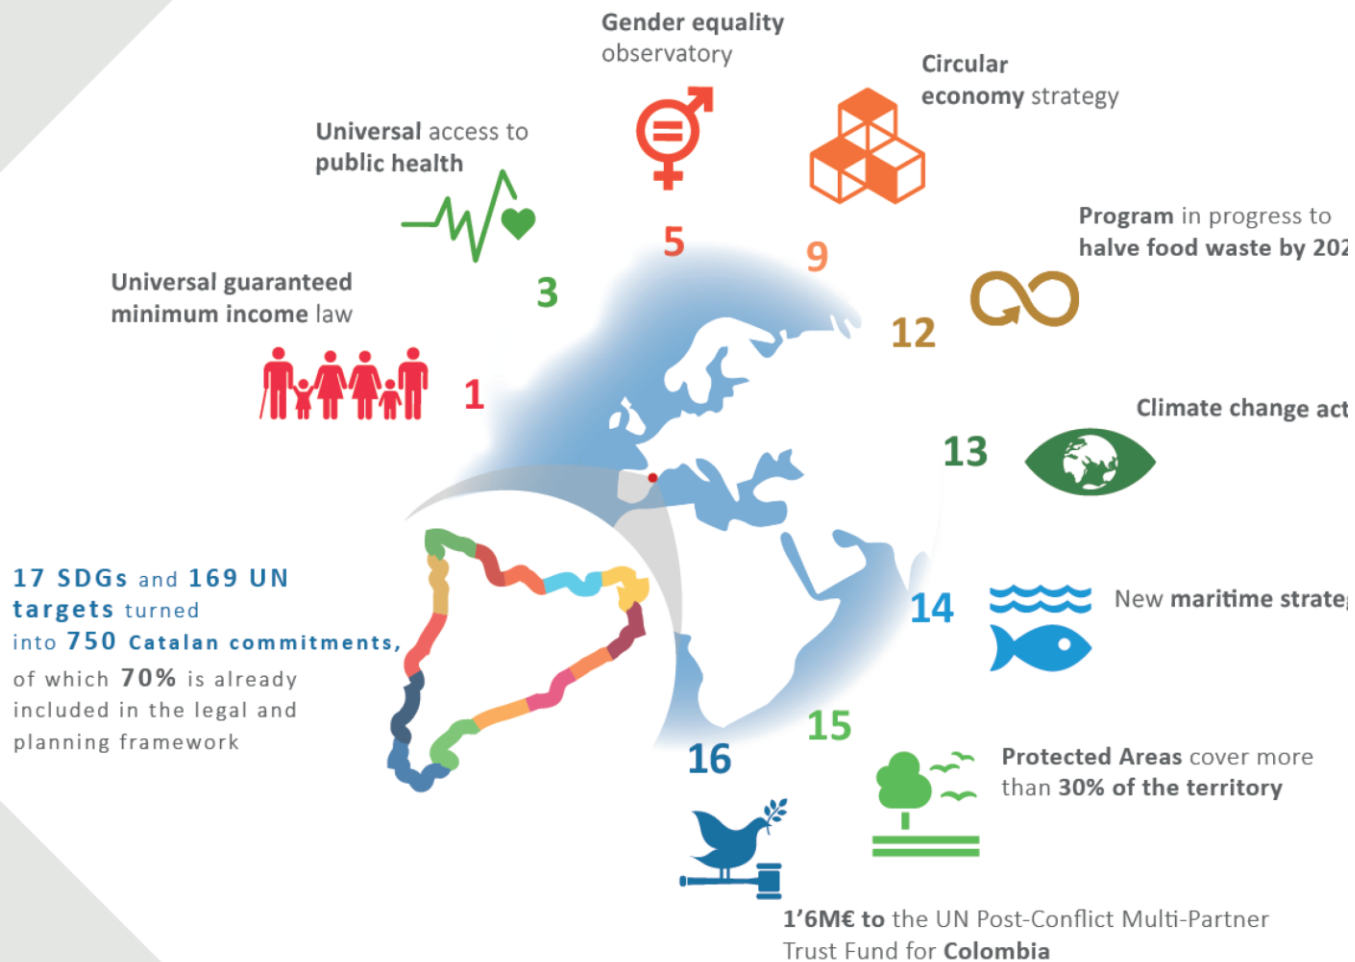 Gender equality
observatory
Circular
economy strategy
Universal access to
public health
Program in progress to
halve food waste by
Universal guaranteed
minimum income law
5
9
3
12
1
Climate change
13
17 SDGs and 169 UN
targets turned
into 750 Catalan commitments,
of which 70% is already
included in the legal and
planning framework
14
New maritime
15
16
Protected Areas cover more
than 30% of the territory
1'6M€ to the UN Post-Conflict Multi-Partner
Trust Fund for Colombia